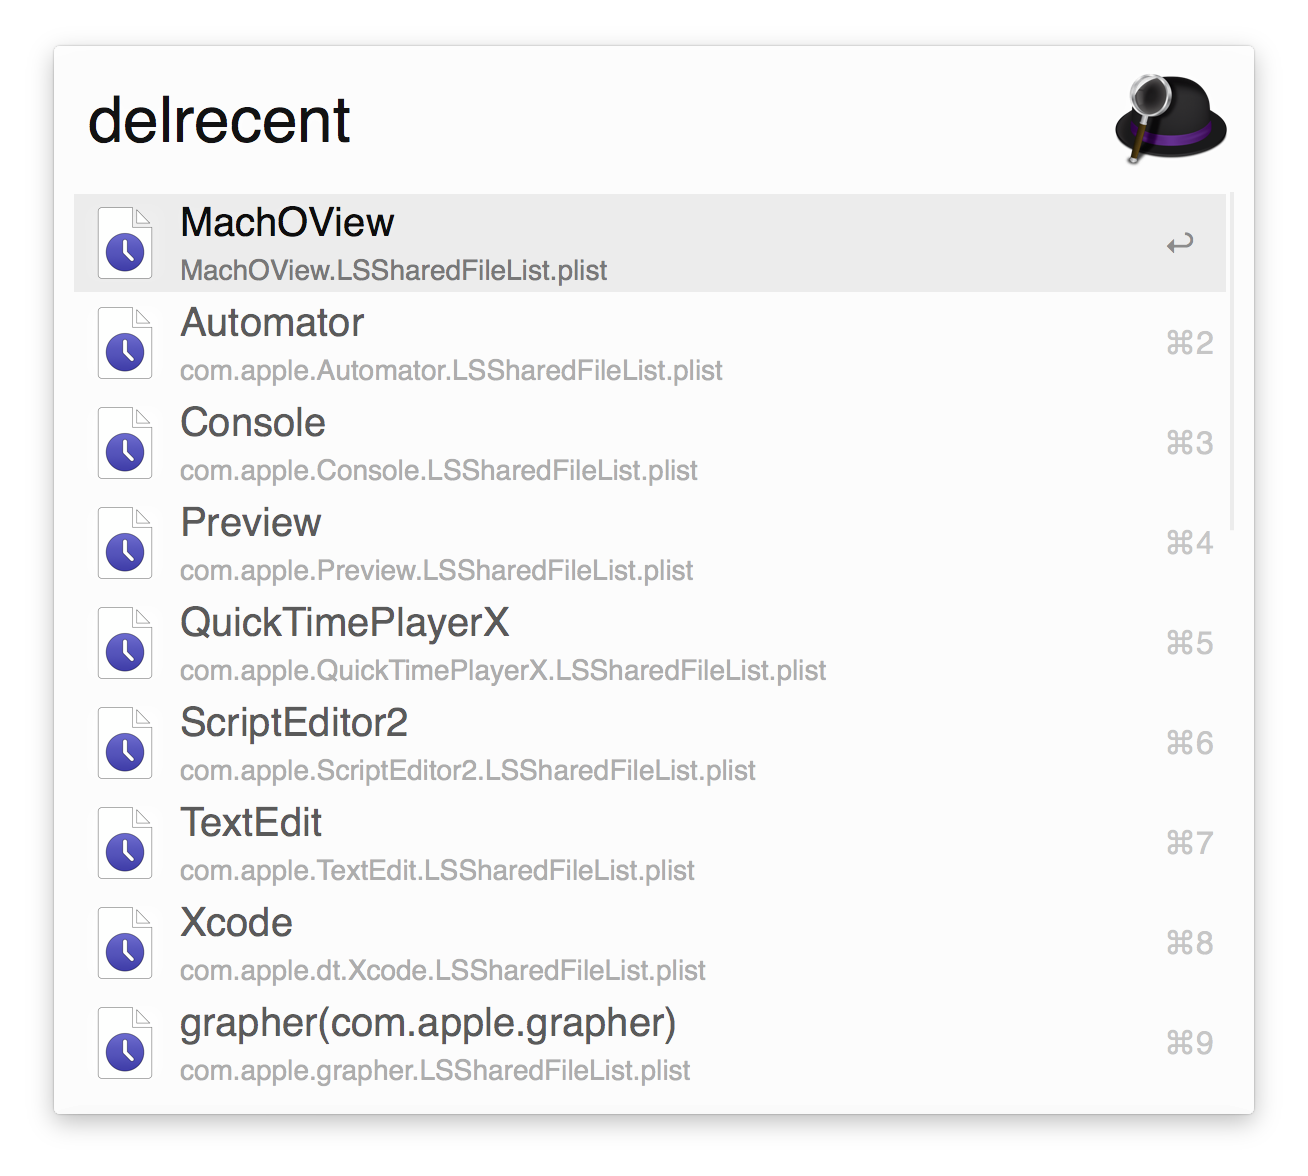 delrecent
MachOView
MachOView.LSSharedFileList.plist
↩
Automator
com.apple.Automator.LSSharedFileList.plist
⌘2
Console
com.apple.Console.LSSharedFileList.plist
⌘3
Preview
com.apple.Preview.LSSharedFileList.plist
⌘4
QuickTimePlayerX
com.apple.QuickTimePlayerX.LSSharedFileList.plist
⌘5
ScriptEditor2
com.apple.ScriptEditor2.LSSharedFileList.plist
⌘6
TextEdit
com.apple.TextEdit.LSSharedFileList.plist
⌘7
Xcode
com.apple.dt.Xcode.LSSharedFileList.plist
⌘8
grapher(com.apple.grapher)
com.apple.grapher.LSSharedFileList.plist
⌘9